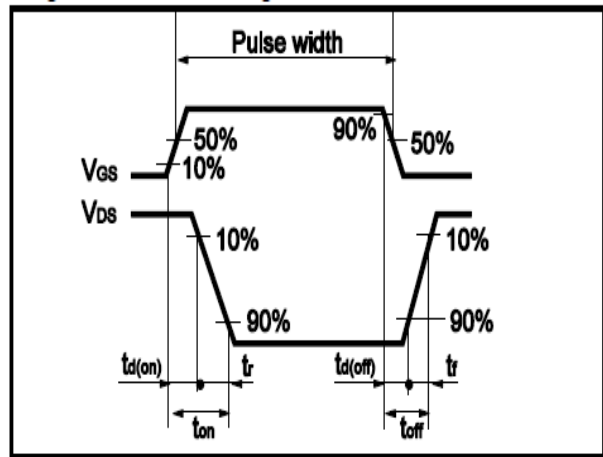 Pulse width
90%
50%
50%
10%
VGS
VDS
10%
10%
90%
90%
td(on)
tr
td(off)
tf
ton
toff